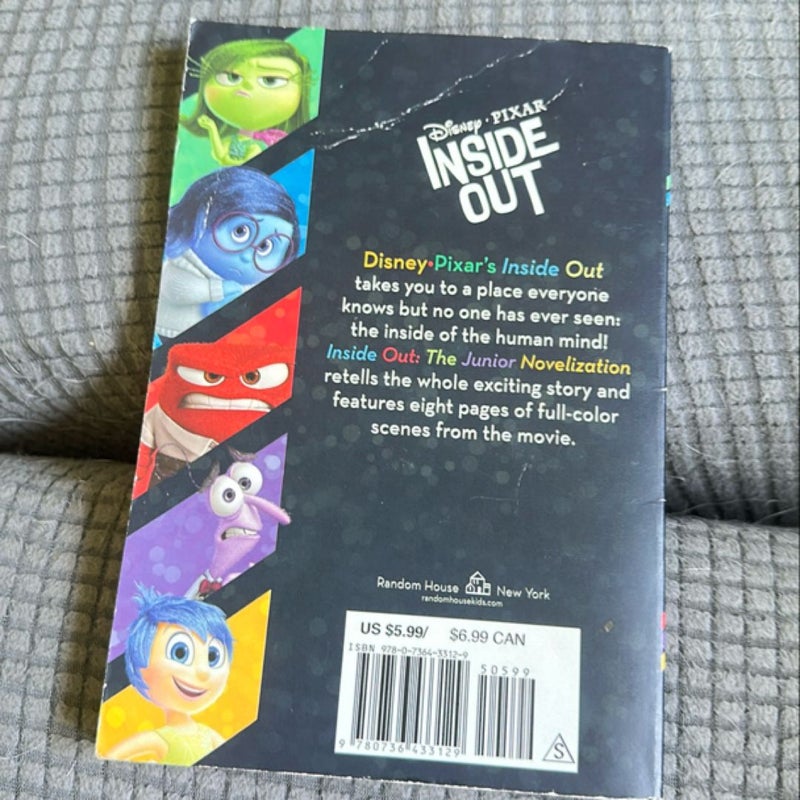 Disney · PIXAR
INSIDE
OUT
Disney•Pixar's Inside Out
takes you to a place everyone
knows but no one has ever seen:
the inside of the human mind!
Inside Out: The Junior Novelization
retells the whole exciting story and
features eight pages of full-color
scenes from the movie.
Random House New York
randomhousekids.com
US $5.99/ $6.99 CAN
ISBN 978-0-7364-3312-9
50599
9 780736 433129
S